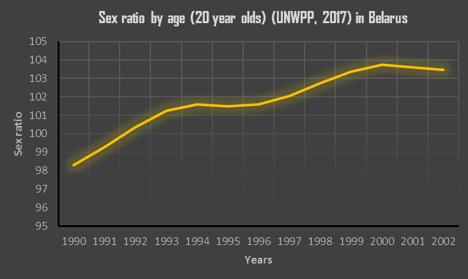 Sex ratio by age (20 year olds) (UNWPP, 2017) in Belarus
105
104
103
102
101
100
99
98
97
96
95
Sex ratio
1990 1991 1992 1993 1994 1995 1996 1997 1998 1999 2000 2001 2002
Years